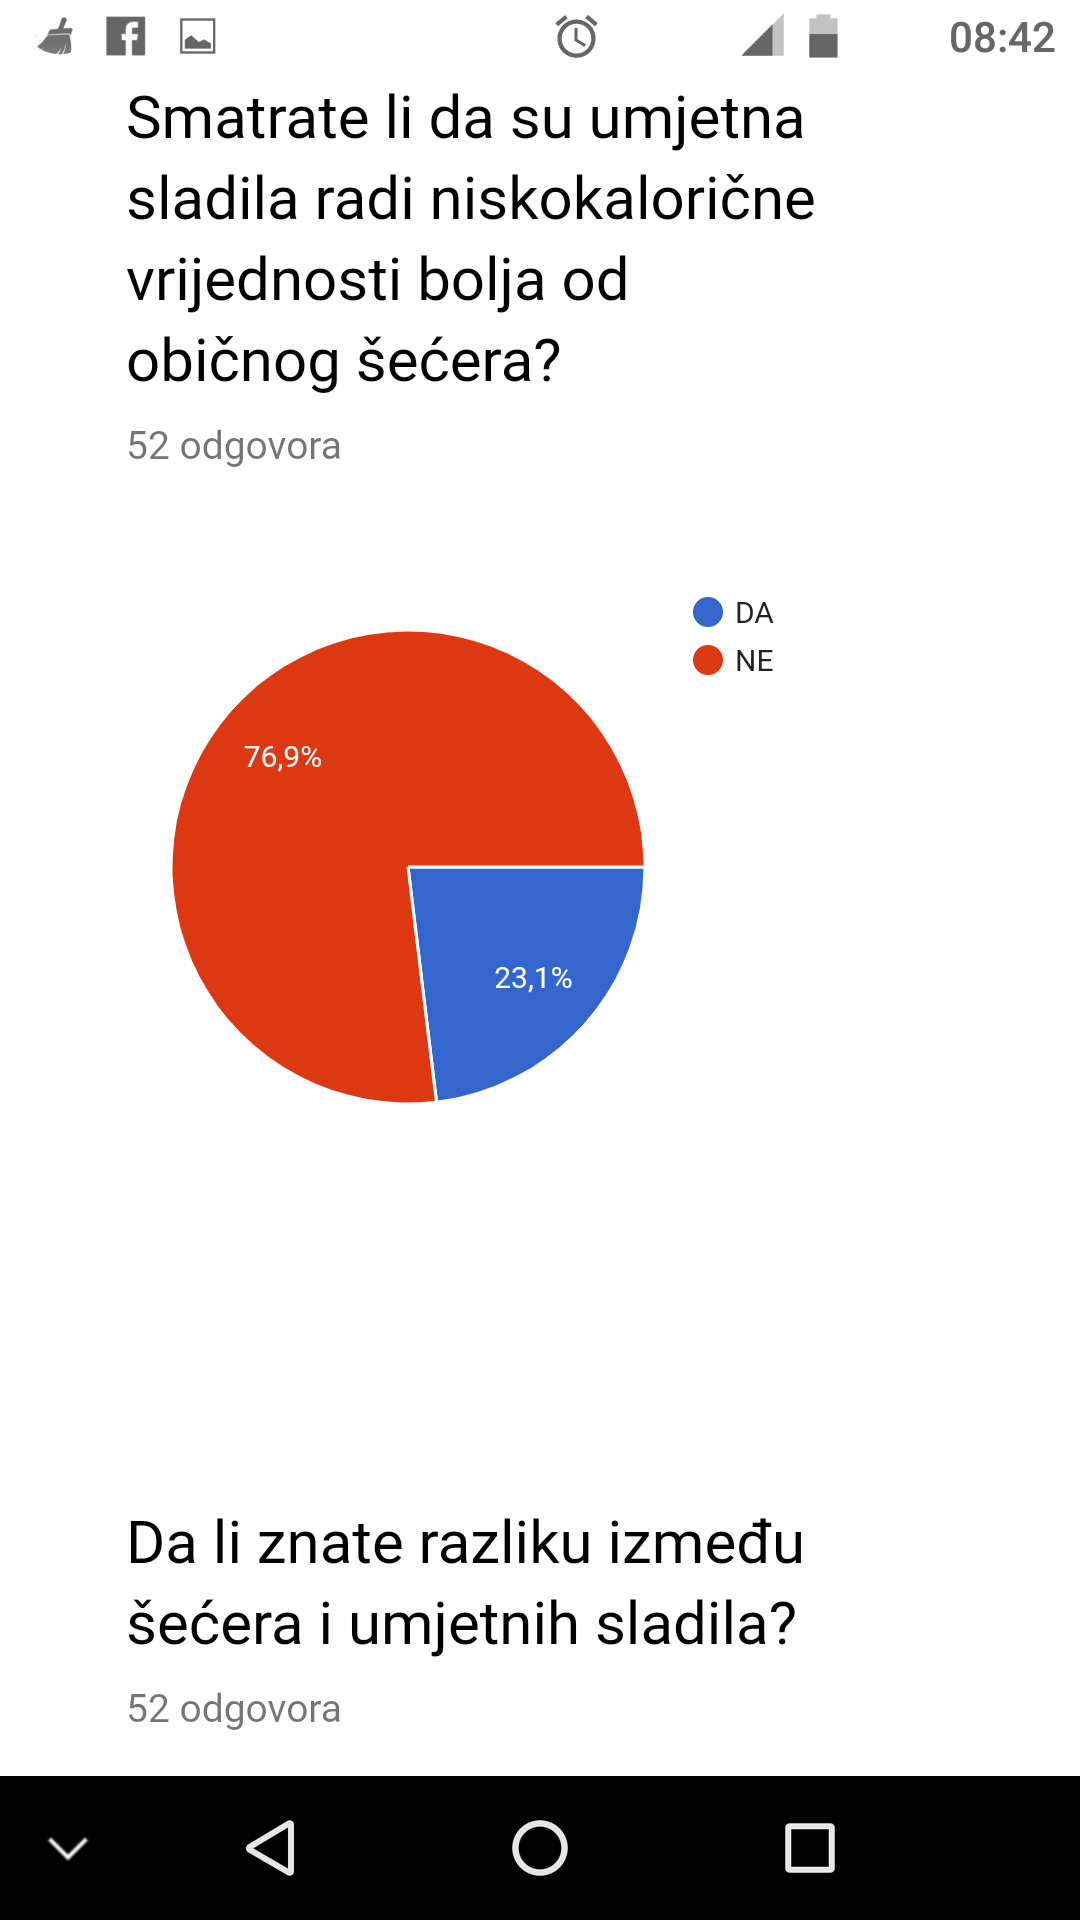 08:42
Smatrate li da su umjetna
sladila radi niskokalorične
vrijednosti bolja od
običnog šećera?
52 odgovora
DA
NE
76,9%
23,1%
Da li znate razliku između
šećera i umjetnih sladila?
52 odgovora